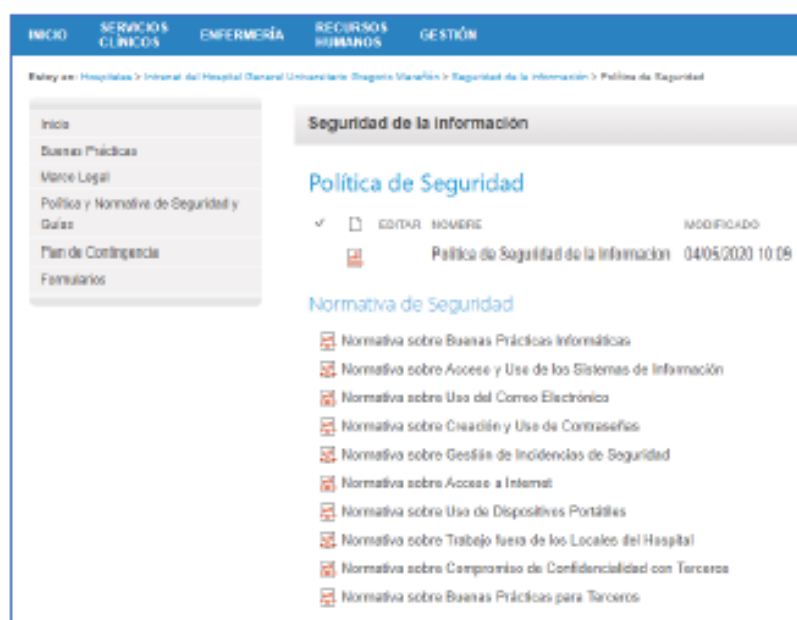 INICIO
SERVICIOS
CLÍNICOS
ENFERMERÍA
RECURSOS
HUMANOS
GESTIÓN
Estoy en: Hospitales > Intranet del Hospital General Universitario Gregorio Marañón > Seguridad de la información > Política de Seguridad
Inicio
Buenas Prácticas
Marco Legal
Política y Normativa de Seguridad y
Guías
Plan de Contingencia
Formularios
Seguridad de la información
Política de Seguridad
EDITAR NOMBRE MODIFICADO
Política de Seguridad de la Informacion 04/05/2020 10:09
Normativa de Seguridad
Normativa sobre Buenas Prácticas Informáticas
Normativa sobre Acceso y Uso de los Sistemas de Información
Normativa sobre Uso del Correo Electrónico
Normativa sobre Creación y Uso de Contraseñas
Normativa sobre Gestión de Incidencias de Seguridad
Normativa sobre Acceso a Internet
Normativa sobre Uso de Dispositivos Portátiles
Normativa sobre Trabajo fuera de los Locales del Hospital
Normativa sobre Compromiso de Confidencialidad con Terceros
Normativa sobre Buenas Prácticas para Terceros